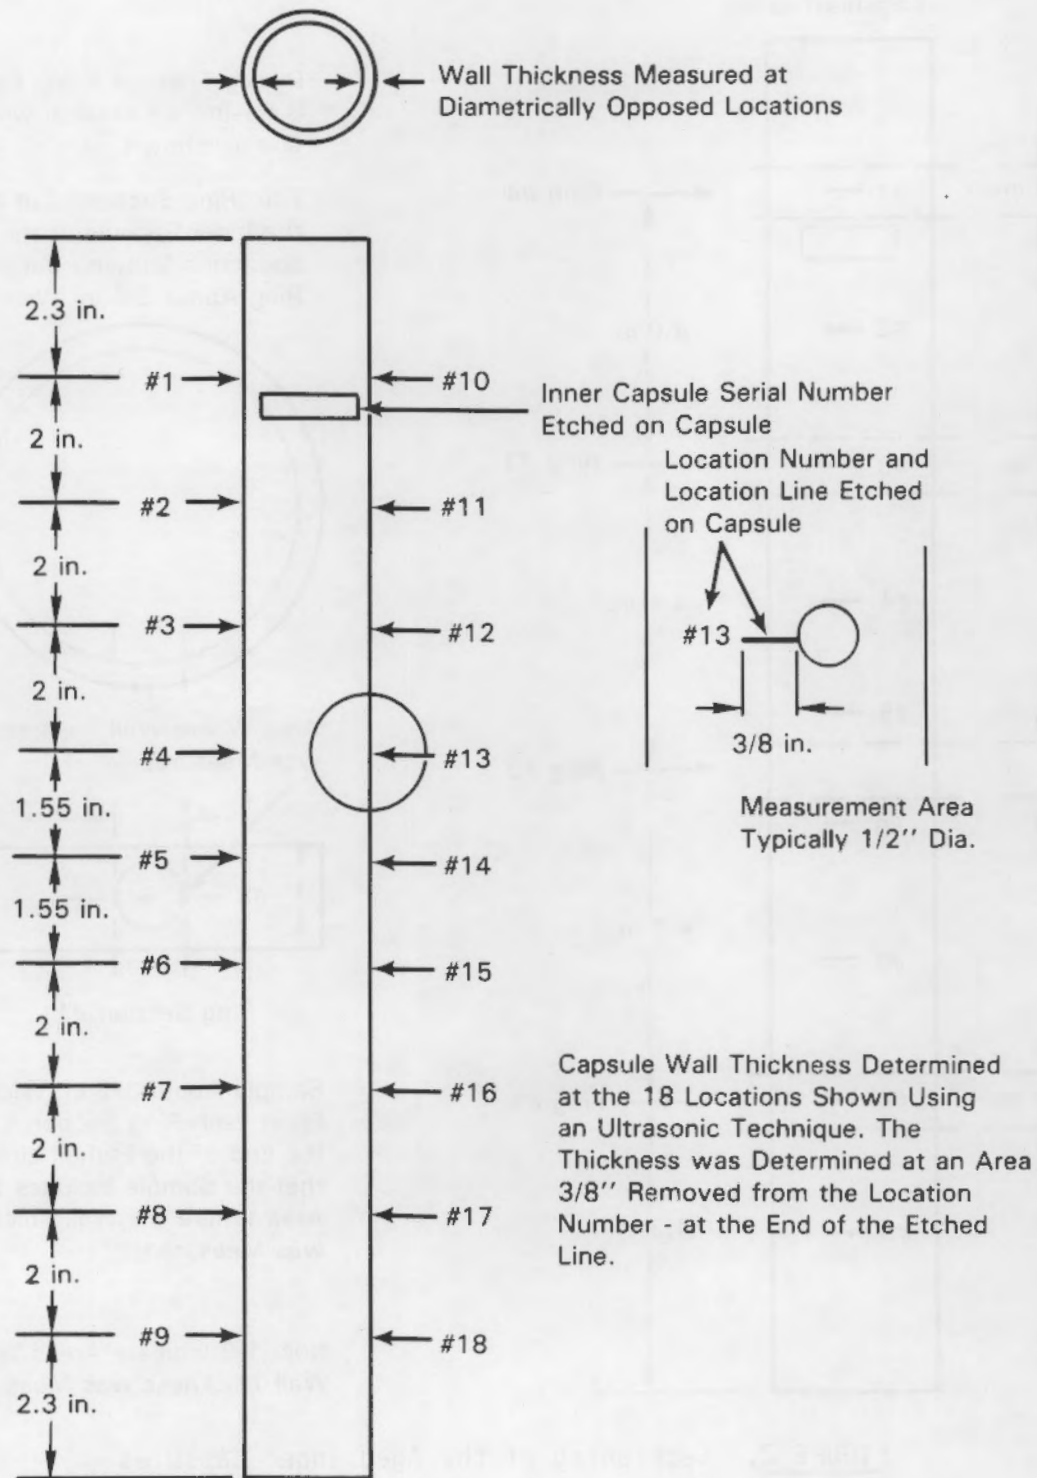 Wall Thickness Measured at
Diametrically Opposed Locations
2.3 in.
#1
#10
Inner Capsule Serial Number
Etched on Capsule
2 in.
Location Number and
Location Line Etched
on Capsule
#2
#11
2 in.
#3
#12
#13
2 in.
#4
#13
3/8 in.
1.55 in.
Measurement Area
Typically 1/2'' Dia.
#5
#14
1.55 in.
#6
#15
2 in.
#7
#16
Capsule Wall Thickness Determined
at the 18 Locations Shown Using
an Ultrasonic Technique. The
Thickness was Determined at an Area
3/8'' Removed from the Location
Number - at the End of the Etched
Line.
2 in.
#8
#17
2 in.
#9
#18
2.3 in.